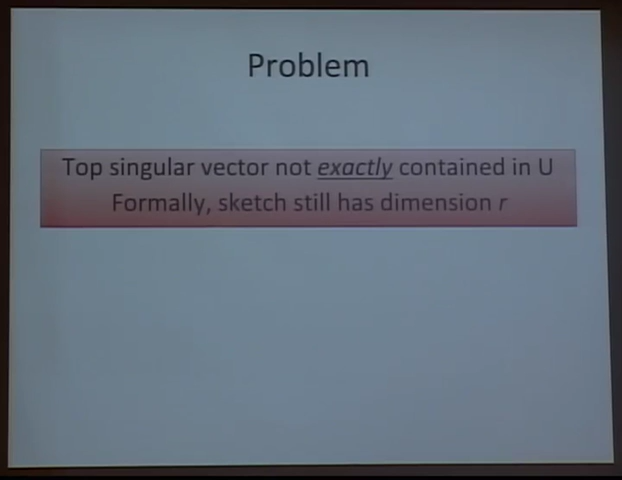 Problem
Top singular vector not exactly contained in U
Formally, sketch still has dimension r